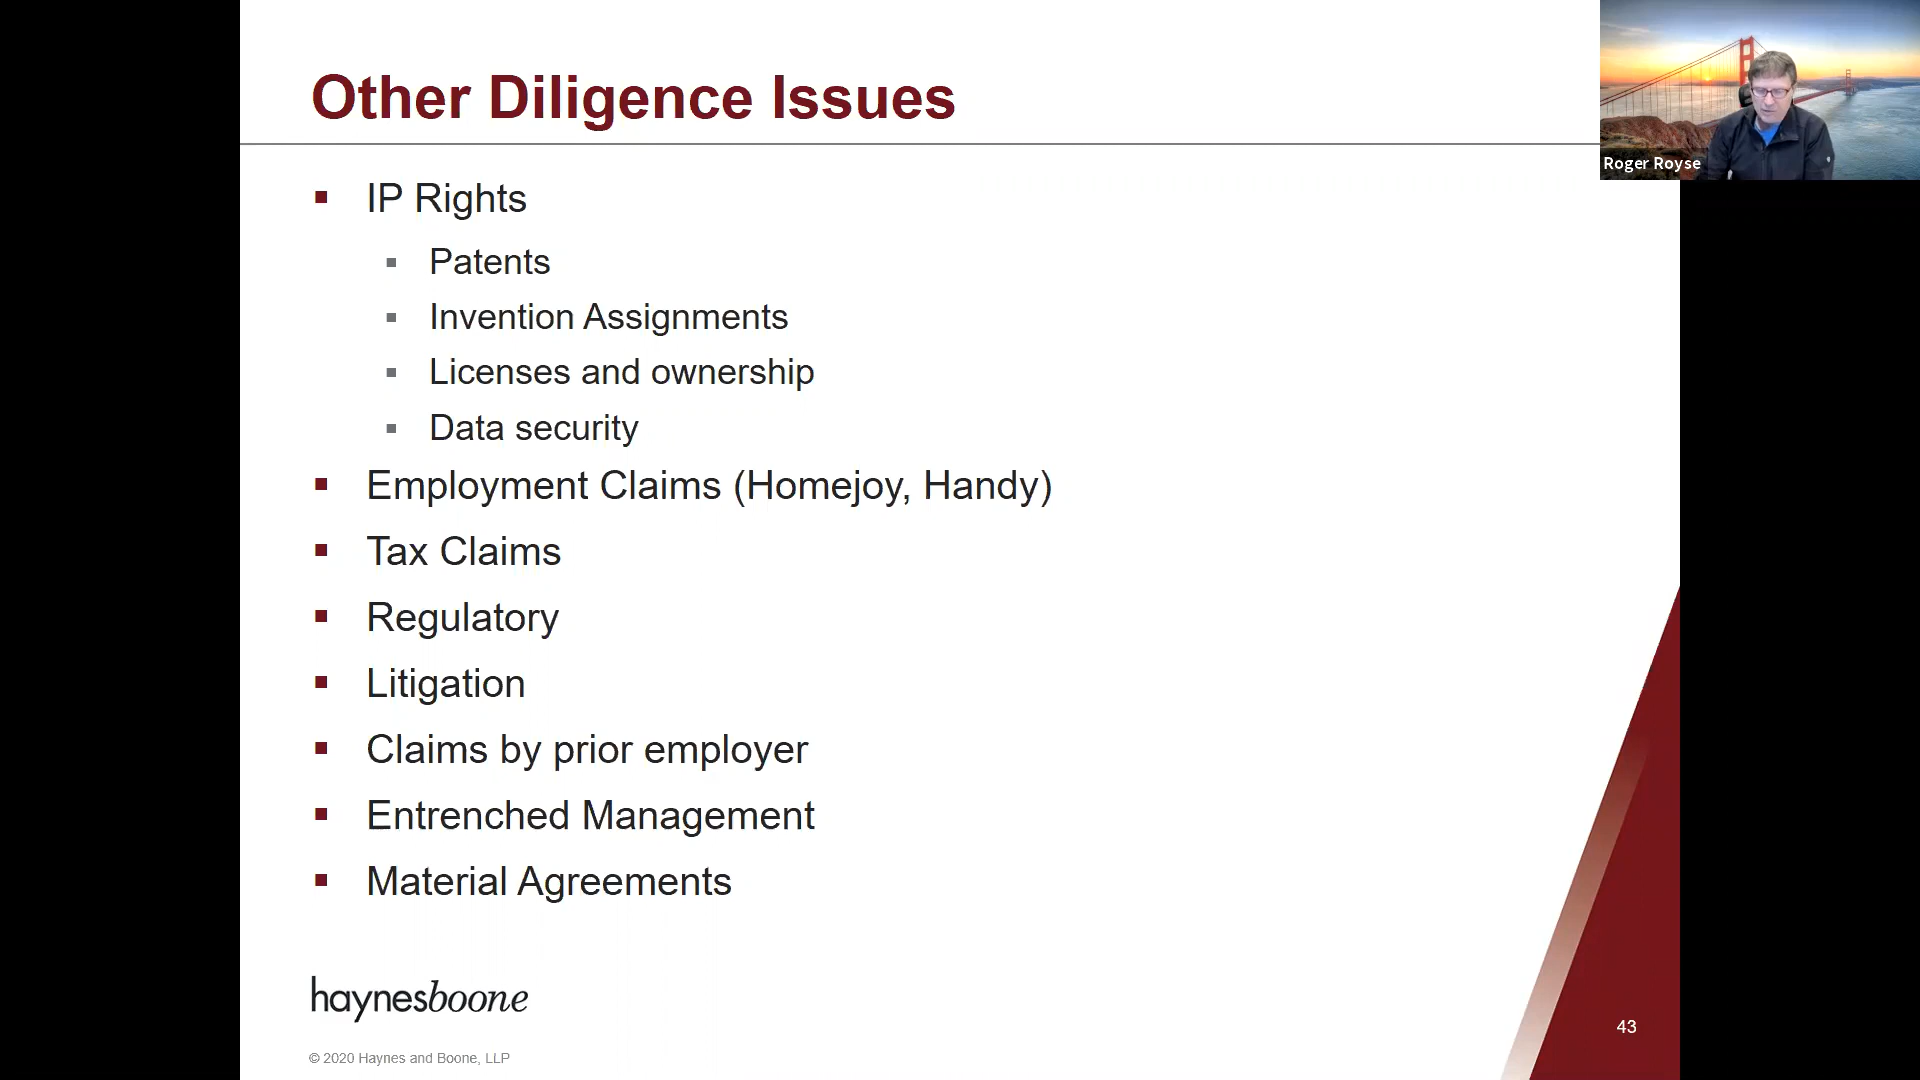 Other Diligence Issues
Roger Royse
IP Rights
Patents
Invention Assignments
Licenses and ownership
Data security
Employment Claims (Homejoy, Handy)
Tax Claims
Regulatory
Litigation
Claims by prior employer
Entrenched Management
Material Agreements
haynesboone
43
© 2020 Haynes and Boone, LLP